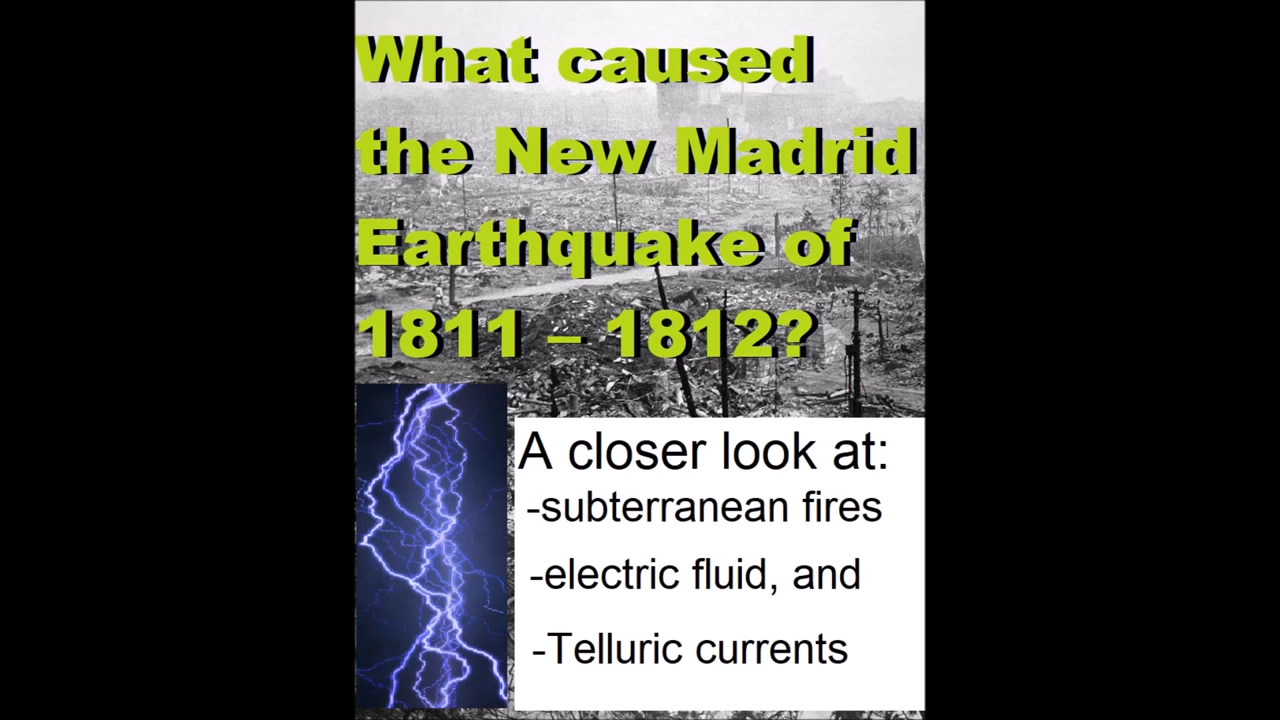 What caused
the New Madrid
Earthquake of
1811 – 1812?
A closer look at:
-subterranean fires
-electric fluid, and
-Telluric currents